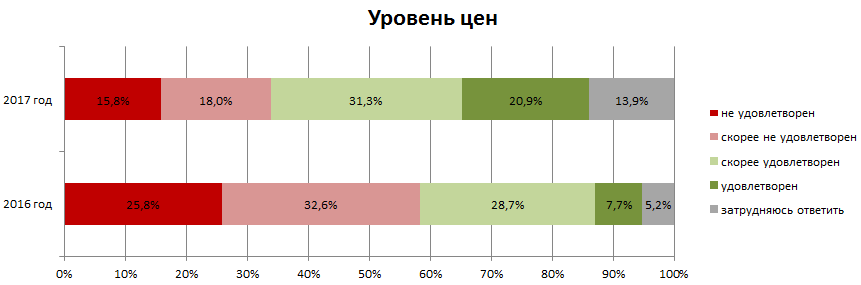 Уровень цен
2017 год
15,8%
18,0%
31,3%
20,9%
13,9%
2016 год
25,8%
32,6%
28,7%
7,7%
5,2%
0%
10%
20%
30%
40%
50%
60%
70%
80%
90%
100%
не удовлетворен
скорее не удовлетворен
скорее удовлетворен
удовлетворен
затрудняюсь ответить